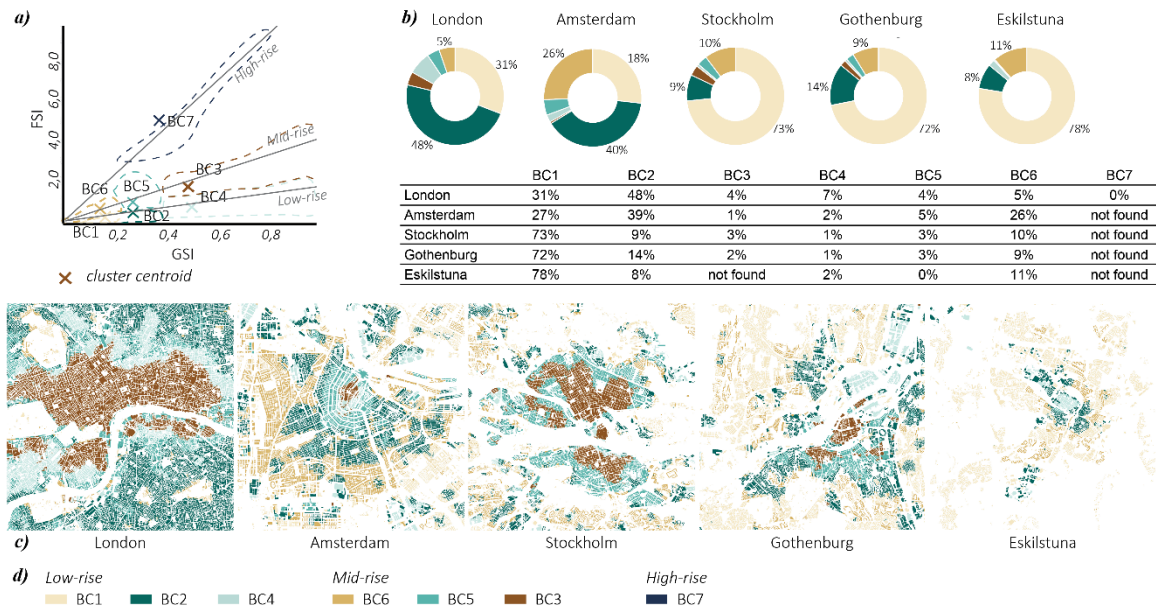 a)
8,0
6,0
4,0
2,0
FSI
High-rise
BC7
Mid-rise
BC3
BC6
BC5
BC4
Low-rise
BC2
BC1
0,2 0,4 0,6 0,8
GSI
cluster centroid
b)
London Amsterdam Stockholm Gothenburg Eskilstuna
5% 31% 48%
26% 18% 40%
10% 9% 73%
9% 14% 72%
11% 8% 78%
BC1 BC2 BC3 BC4 BC5 BC6 BC7
London 31% 48% 4% 7% 4% 5% 0%
Amsterdam 27% 39% 1% 2% 5% 26% not found
Stockholm 73% 9% 3% 1% 3% 10% not found
Gothenburg 72% 14% 2% 1% 3% 9% not found
Eskilstuna 78% 8% not found 2% 0% 11% not found
London Amsterdam Stockholm Gothenburg Eskilstuna
c)
d) Low-rise Mid-rise High-rise
BC1 BC2 BC4 BC6 BC5 BC3 BC7